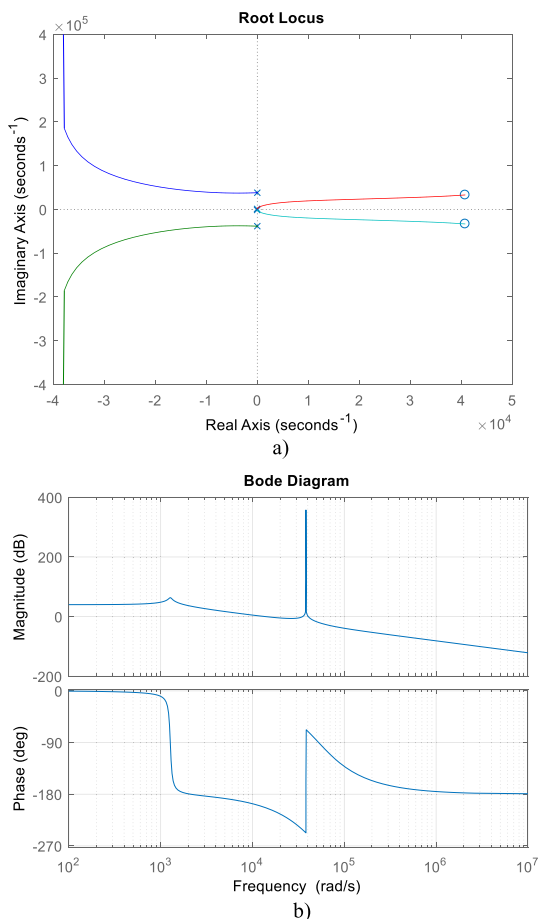 Root Locus
4
×10⁵
3
2
1
0
-1
-2
-3
-4
Imaginary Axis (seconds⁻¹)
-4 -3 -2 -1 0 1 2 3 4 5
Real Axis (seconds⁻¹)
×10⁴
a)
Bode Diagram
400
200
0
-200
Magnitude (dB)
0
-90
-180
-270
Phase (deg)
10² 10³ 10⁴ 10⁵ 10⁶ 10⁷
Frequency (rad/s)
b)